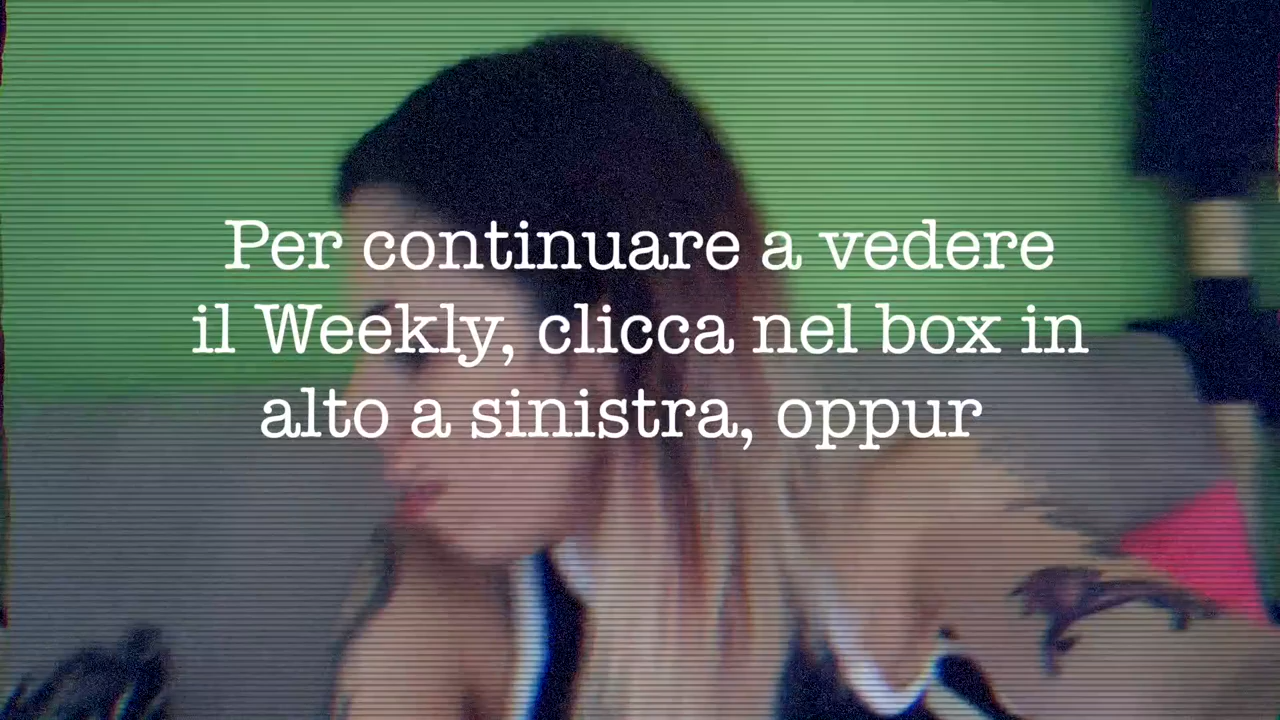 Per continuare a vedere
il Weekly, clicca nel box in
alto a sinistra, oppur